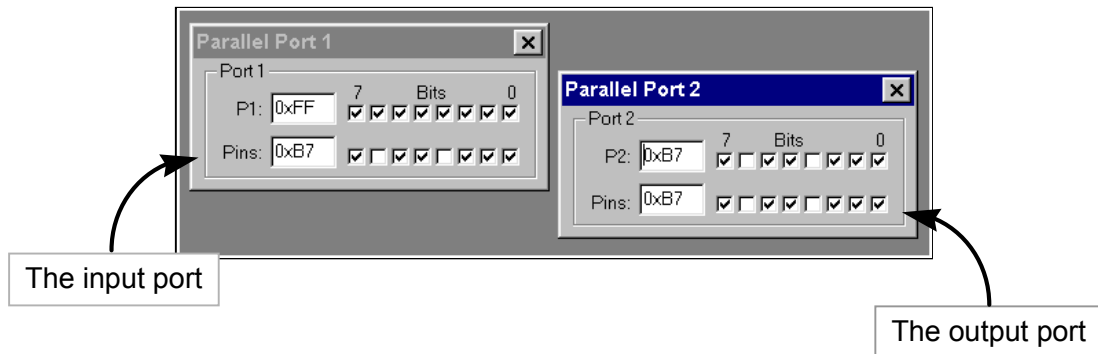 Parallel Port 1
Port 1
7 Bits 0
P1: 0xFF
Pins: 0xB7
Parallel Port 2
Port 2
7 Bits 0
P2: 0xB7
Pins: 0xB7
The input port
The output port